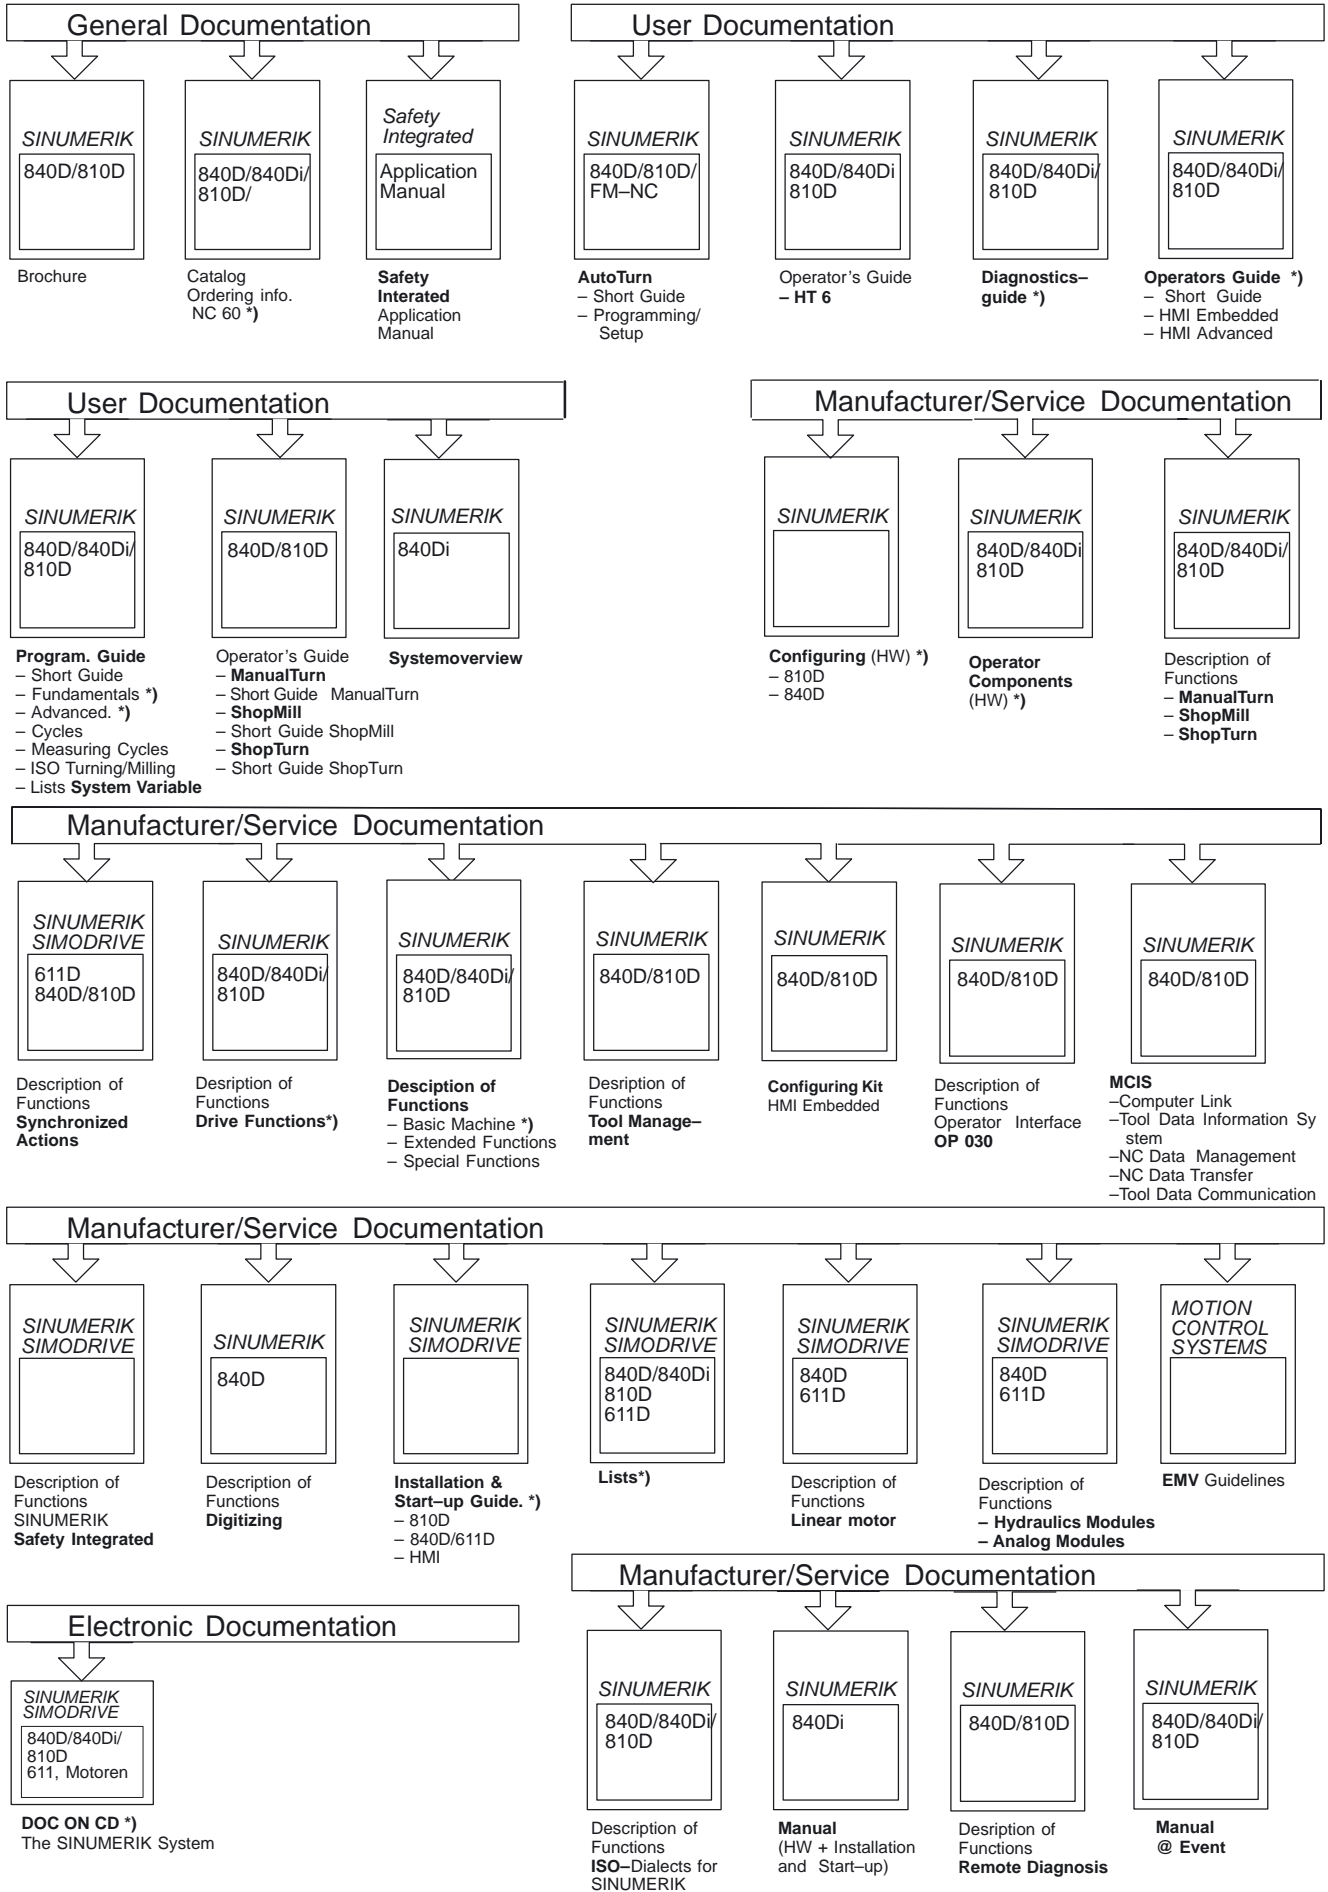 General Documentation
SINUMERIK
840D/810D
Brochure
SINUMERIK
840D/840Di/
810D/
Catalog
Ordering info.
NC 60 *)
Safety
Integrated
Application
Manual
Safety
Interated
Application
Manual
User Documentation
SINUMERIK
840D/810D/
FM–NC
AutoTurn
– Short Guide
– Programming/
Setup
SINUMERIK
840D/840Di
810D
Operator's Guide
– HT 6
SINUMERIK
840D/840Di/
810D
Diagnostics–
guide *)
SINUMERIK
840D/840Di/
810D
Operators Guide *)
– Short Guide
– HMI Embedded
– HMI Advanced
User Documentation
SINUMERIK
840D/840Di/
810D
Program. Guide
– Short Guide
– Fundamentals *)
– Advanced. *)
– Cycles
– Measuring Cycles
– ISO Turning/Milling
– Lists System Variable
SINUMERIK
840D/810D
Operator's Guide
– ManualTurn
– Short Guide ManualTurn
– ShopMill
– Short Guide ShopMill
– ShopTurn
– Short Guide ShopTurn
SINUMERIK
840Di
Systemoverview
Manufacturer/Service Documentation
SINUMERIK
Configuring (HW) *)
– 810D
– 840D
SINUMERIK
840D/840Di
810D
Operator
Components
(HW) *)
SINUMERIK
840D/840Di/
810D
Description of
Functions
– ManualTurn
– ShopMill
– ShopTurn
Manufacturer/Service Documentation
SINUMERIK
SIMODRIVE
611D
840D/810D
Description of
Functions
Synchronized
Actions
SINUMERIK
840D/840Di/
810D
Desription of
Functions
Drive Functions*)
SINUMERIK
840D/840Di/
810D
Desciption of
Functions
– Basic Machine *)
– Extended Functions
– Special Functions
SINUMERIK
840D/810D
Desription of
Functions
Tool Manage–
ment
SINUMERIK
840D/810D
Configuring Kit
HMI Embedded
SINUMERIK
840D/810D
Description of
Functions
Operator Interface
OP 030
SINUMERIK
840D/810D
MCIS
–Computer Link
–Tool Data Information Sy
stem
–NC Data Management
–NC Data Transfer
–Tool Data Communication
Manufacturer/Service Documentation
SINUMERIK
SIMODRIVE
Description of
Functions
SINUMERIK
Safety Integrated
SINUMERIK
840D
Description of
Functions
Digitizing
SINUMERIK
SIMODRIVE
Installation &
Start–up Guide. *)
– 810D
– 840D/611D
– HMI
SINUMERIK
SIMODRIVE
840D/840Di
810D
611D
Lists*)
SINUMERIK
SIMODRIVE
840D
611D
Description of
Functions
Linear motor
SINUMERIK
SIMODRIVE
840D
611D
Description of
Functions
– Hydraulics Modules
– Analog Modules
MOTION
CONTROL
SYSTEMS
EMV Guidelines
Electronic Documentation
SINUMERIK
SIMODRIVE
840D/840Di/
810D
611, Motoren
DOC ON CD *)
The SINUMERIK System
Manufacturer/Service Documentation
SINUMERIK
840D/840Di/
810D
Description of
Functions
ISO–Dialects for
SINUMERIK
SINUMERIK
840Di
Manual
(HW + Installation
and Start–up)
SINUMERIK
840D/810D
Desription of
Functions
Remote Diagnosis
SINUMERIK
840D/840Di/
810D
Manual
@ Event